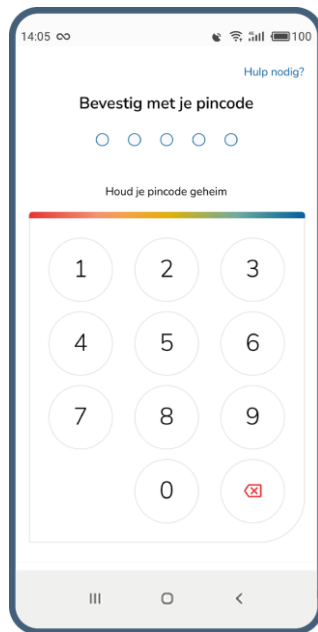 14:05 100
Hulp nodig?
Bevestig met je pincode
Houd je pincode geheim
1 2 3
4 5 6
7 8 9
0